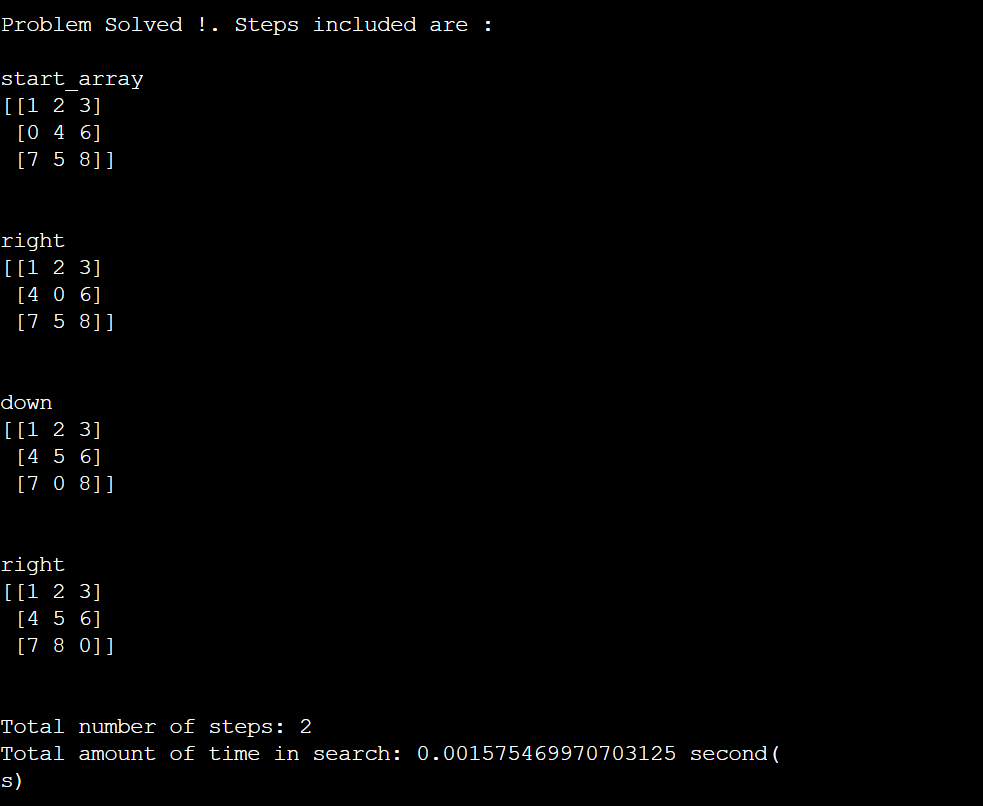 Problem Solved !. Steps included are :
start_array
[[1 2 3]
 [0 4 6]
 [7 5 8]]
right
[[1 2 3]
 [4 0 6]
 [7 5 8]]
down
[[1 2 3]
 [4 5 6]
 [7 0 8]]
right
[[1 2 3]
 [4 5 6]
 [7 8 0]]
Total number of steps: 2
Total amount of time in search: 0.001575469970703125 second(
s)